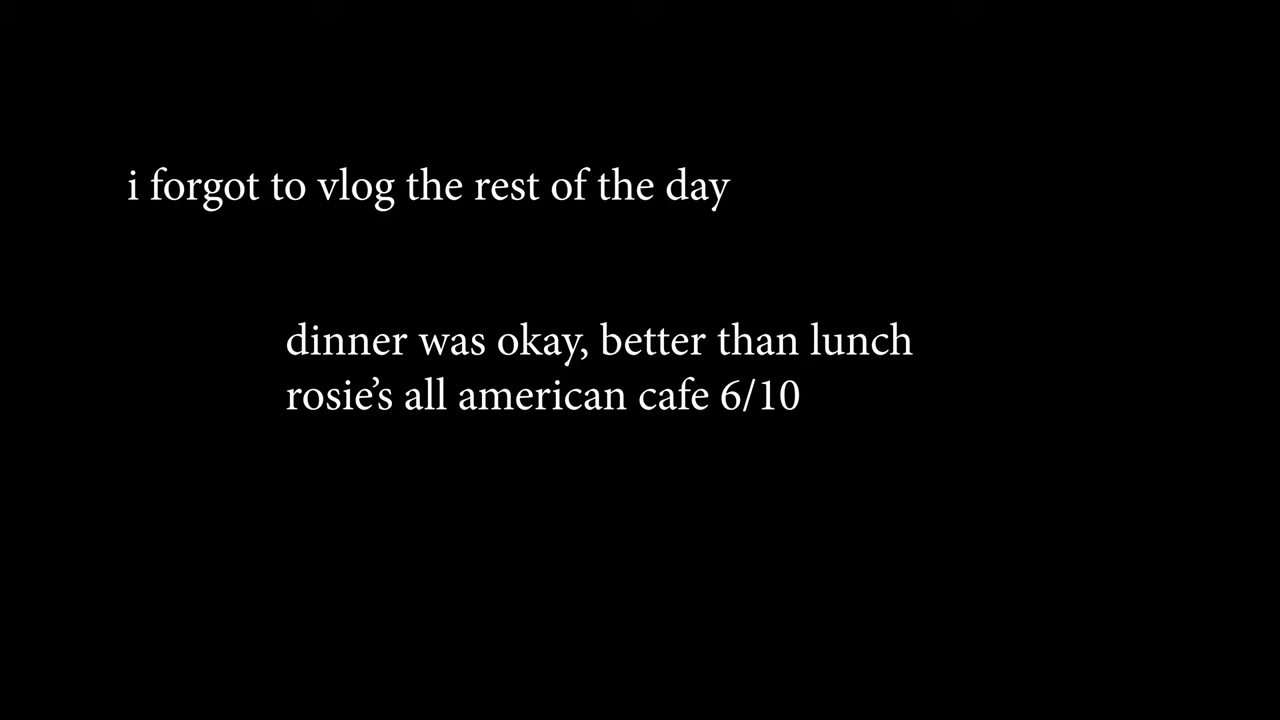 i forgot to vlog the rest of the day
dinner was okay, better than lunch
rosie’s all american cafe 6/10